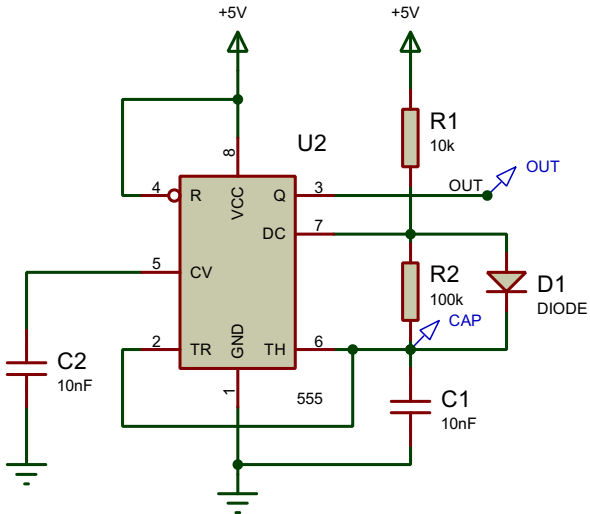 +5V
+5V
R1
10k
U2
8
4
R
VCC
Q
3
OUT
OUT
DC
7
5
CV
R2
100k
D1
DIODE
CAP
2
TR
GND
TH
6
C2
10nF
1
555
C1
10nF